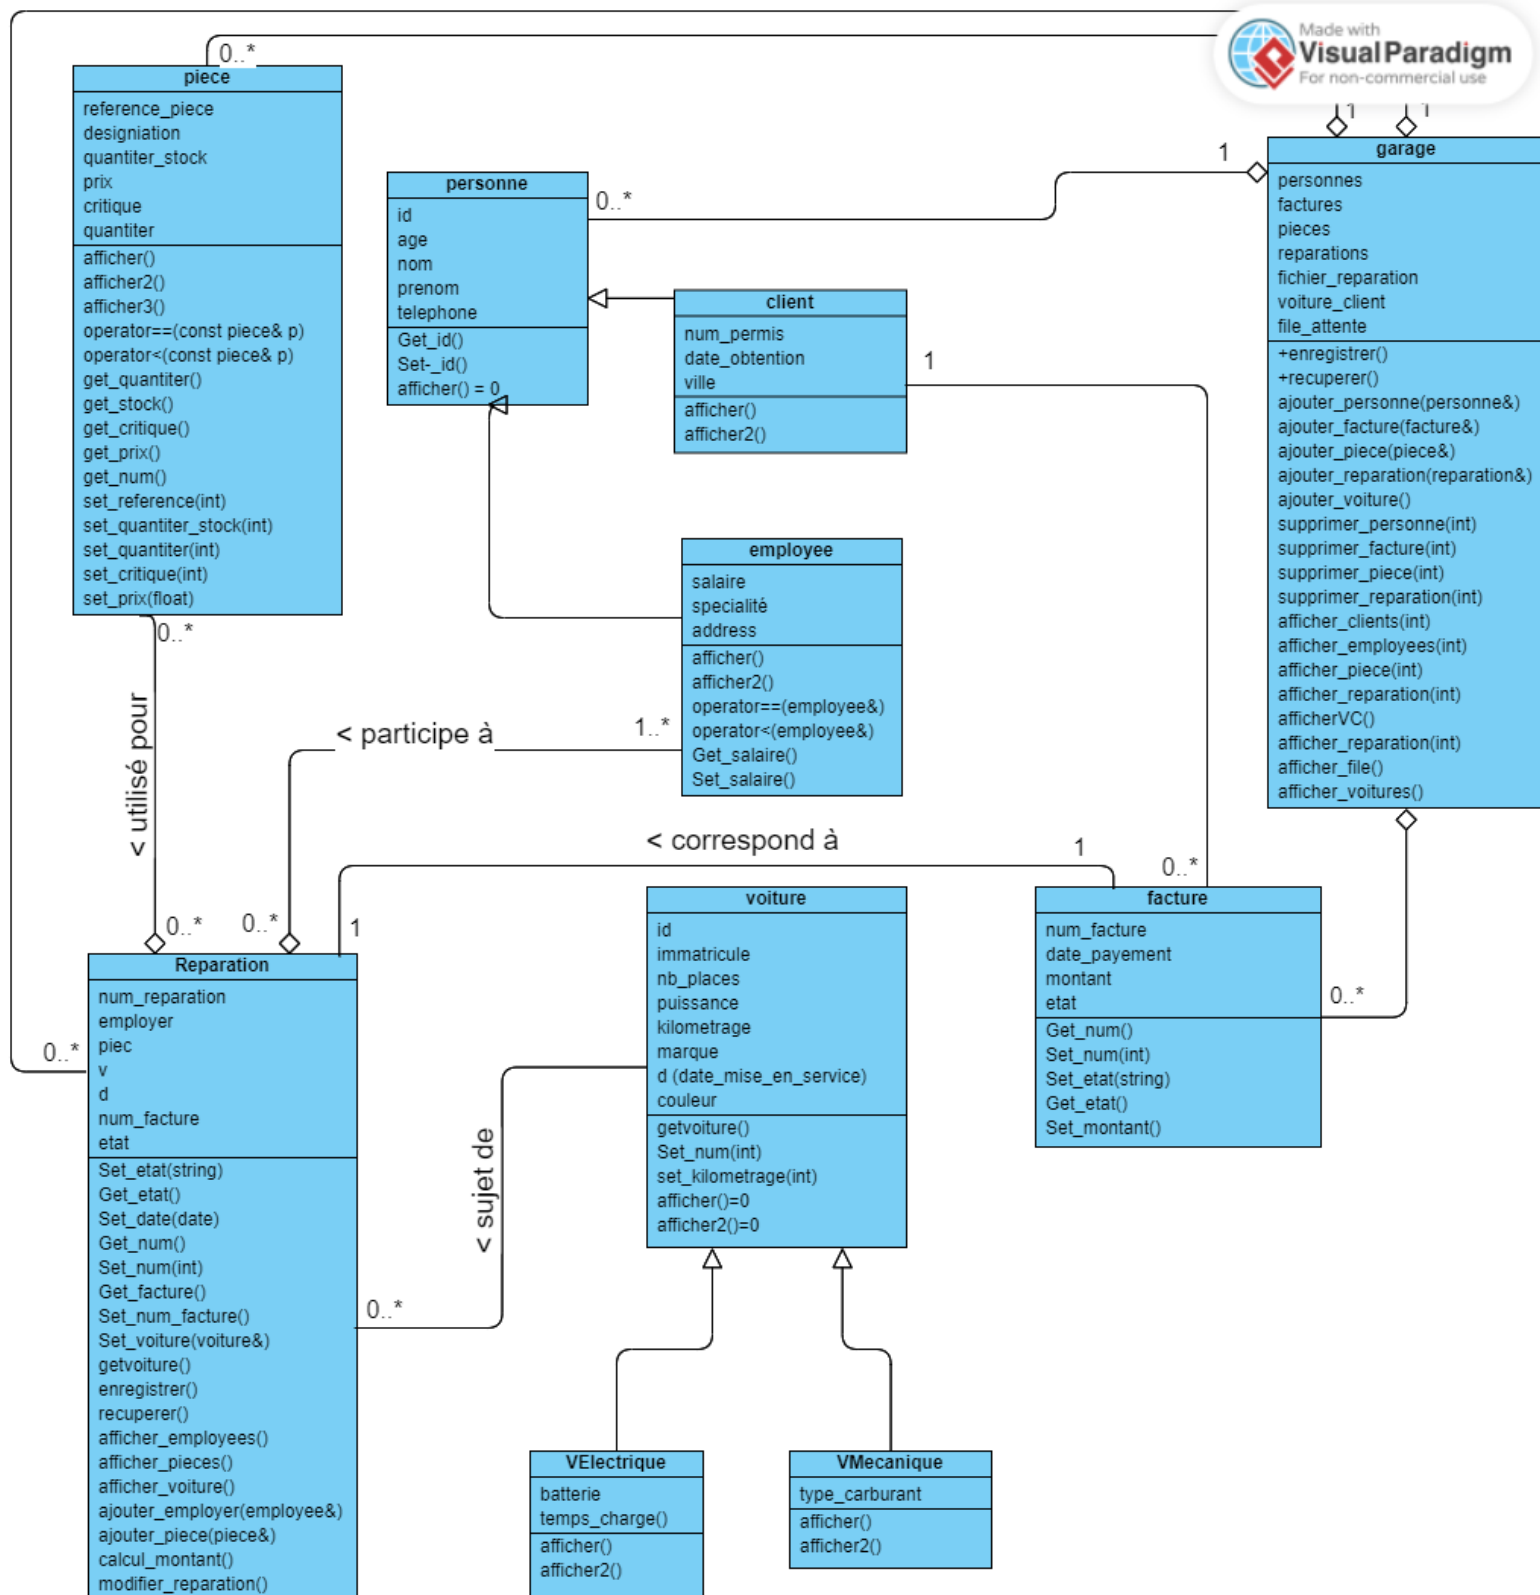 Made with
Visual Paradigm
For non-commercial use
0..*
piece
reference_piece
designiation
quantiter_stock
prix
critique
quantiter
afficher()
afficher2()
afficher3()
operator==(const piece& p)
operator<(const piece& p)
get_quantiter()
get_stock()
get_critique()
get_prix()
get_num()
set_reference(int)
set_quantiter_stock(int)
set_quantiter(int)
set_critique(int)
set_prix(float)
0..*
< utilisé pour
0..*
personne
id
age
nom
prenom
telephone
Get_id()
Set-_id()
afficher() = 0
0..*
1
client
num_permis
date_obtention
ville
afficher()
afficher2()
1
employee
salaire
specialité
address
afficher()
afficher2()
operator==(employee&)
operator<(employee&)
Get_salaire()
Set_salaire()
1..*
< participe à
0..*
1
1
garage
personnes
factures
pieces
reparations
fichier_reparation
voiture_client
file_attente
+enregistrer()
+recuperer()
ajouter_personne(personne&)
ajouter_facture(facture&)
ajouter_piece(piece&)
ajouter_reparation(reparation&)
ajouter_voiture()
supprimer_personne(int)
supprimer_facture(int)
supprimer_piece(int)
supprimer_reparation(int)
afficher_clients(int)
afficher_employees(int)
afficher_piece(int)
afficher_reparation(int)
afficherVC()
afficher_reparation(int)
afficher_file()
afficher_voitures()
< correspond à
1
1
0..*
facture
num_facture
date_payement
montant
etat
Get_num()
Set_num(int)
Set_etat(string)
Get_etat()
Set_montant()
0..*
voiture
id
immatricule
nb_places
puissance
kilometrage
marque
d (date_mise_en_service)
couleur
getvoiture()
Set_num(int)
set_kilometrage(int)
afficher()=0
afficher2()=0
< sujet de
0..*
0..*
Reparation
num_reparation
employer
piec
v
d
num_facture
etat
Set_etat(string)
Get_etat()
Set_date(date)
Get_num()
Set_num(int)
Get_facture()
Set_num_facture()
Set_voiture(voiture&)
getvoiture()
enregistrer()
recuperer()
afficher_employees()
afficher_pieces()
afficher_voiture()
ajouter_employer(employee&)
ajouter_piece(piece&)
calcul_montant()
modifier_reparation()
VElectrique
batterie
temps_charge()
afficher()
afficher2()
VMecanique
type_carburant
afficher()
afficher2()